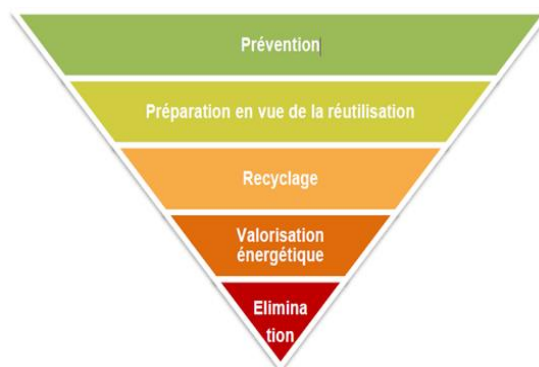 Prévention
Préparation en vue de la réutilisation
Recyclage
Valorisation
énergétique
Elimina
tion